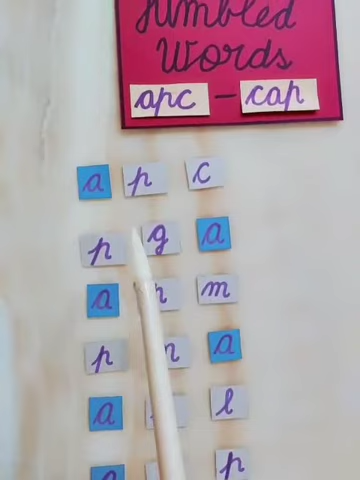 Jumbled
Words
apc - cap
a p c
p g a
a h m
p n a
a l
a p